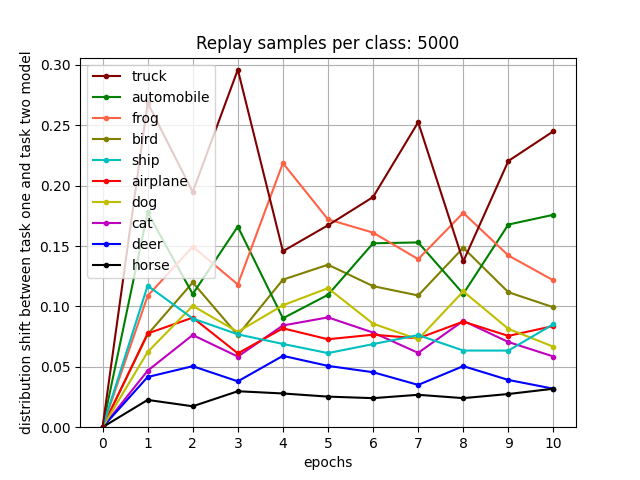 Replay samples per class: 5000
distribution shift between task one and task two model
0.30
0.25
0.20
0.15
0.10
0.05
0.00
truck
automobile
frog
bird
ship
airplane
dog
cat
deer
horse
0 1 2 3 4 5 6 7 8 9 10
epochs